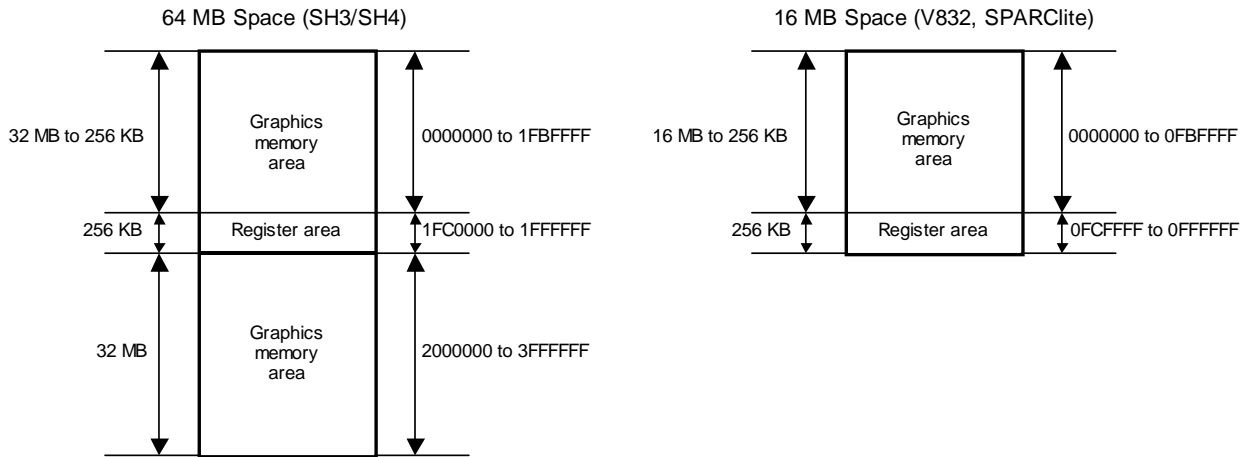 64 MB Space (SH3/SH4)
32 MB to 256 KB
Graphics
memory
area
0000000 to 1FBFFFF
256 KB
Register area
1FC0000 to 1FFFFFF
32 MB
Graphics
memory
area
2000000 to 3FFFFFF
16 MB Space (V832, SPARClite)
16 MB to 256 KB
Graphics
memory
area
0000000 to 0FBFFFF
256 KB
Register area
0FCFFFF to 0FFFFFF